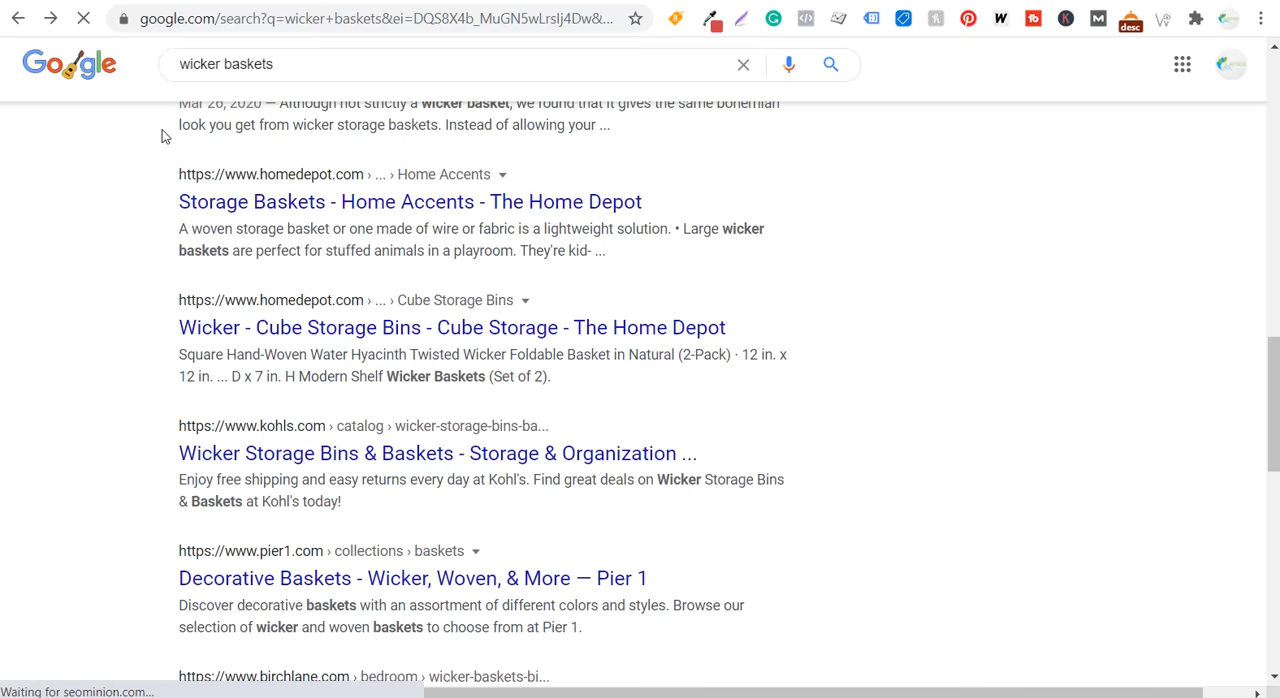 google.com/search?q=wicker+baskets&ei=DQS8X4b_MuGN5wLrsIj4Dw&...
desc
Google
wicker baskets
Mar 26, 2020 — Although not strictly a wicker basket, we found that it gives the same bohemian
look you get from wicker storage baskets. Instead of allowing your ...
https://www.homedepot.com › ... › Home Accents
Storage Baskets - Home Accents - The Home Depot
A woven storage basket or one made of wire or fabric is a lightweight solution. • Large wicker
baskets are perfect for stuffed animals in a playroom. They're kid- ...
https://www.homedepot.com › ... › Cube Storage Bins
Wicker - Cube Storage Bins - Cube Storage - The Home Depot
Square Hand-Woven Water Hyacinth Twisted Wicker Foldable Basket in Natural (2-Pack) · 12 in. x
12 in. ... D x 7 in. H Modern Shelf Wicker Baskets (Set of 2).
https://www.kohls.com › catalog › wicker-storage-bins-ba...
Wicker Storage Bins & Baskets - Storage & Organization ...
Enjoy free shipping and easy returns every day at Kohl's. Find great deals on Wicker Storage Bins
& Baskets at Kohl's today!
https://www.pier1.com › collections › baskets
Decorative Baskets - Wicker, Woven, & More — Pier 1
Discover decorative baskets with an assortment of different colors and styles. Browse our
selection of wicker and woven baskets to choose from at Pier 1.
https://www.birchlane.com › bedroom › wicker-baskets-bi...
Waiting for seominion.com...